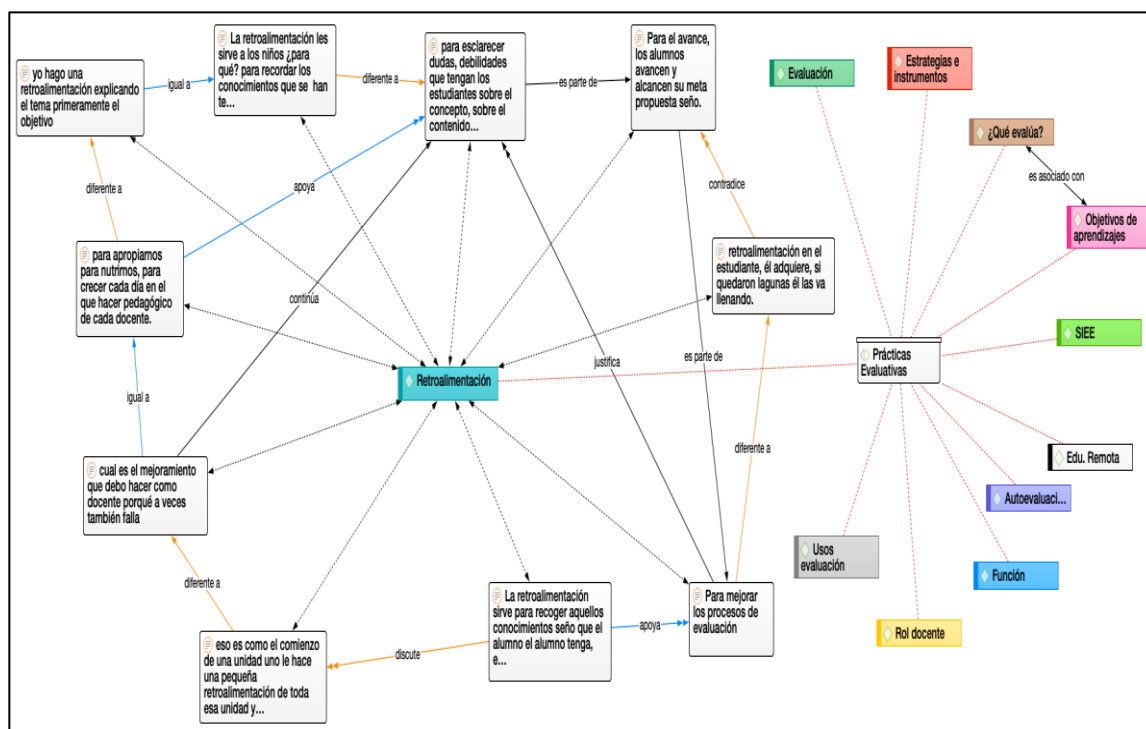 yo hago una
retroalimentación explicando
el tema primeramente el
objetivo
igual a
La retroalimentación les
sirve a los niños ¿para
qué? para recordar los
conocimientos que se han
te...
diferente a
para esclarecer
dudas, debilidades
que tengan los
estudiantes sobre el
concepto, sobre el
contenido...
es parte de
Para el avance,
los alumnos
avancen y
alcancen su meta
propuesta seño.
diferente a
apoya
contradice
para apropiarnos
para nutrirnos, para
crecer cada día en el
que hacer pedagógico
de cada docente.
retroalimentación en el
estudiante, él adquiere, si
quedaron lagunas él las va
llenando.
continúa
justifica
es parte de
igual a
Retroalimentación
diferente a
cual es el mejoramiento
que debo hacer como
docente porqué a veces
también falla
diferente a
eso es como el comienzo
de una unidad uno le hace
una pequeña
retroalimentación de toda
esa unidad y...
discute
La retroalimentación
sirve para recoger aquellos
conocimientos seño que el
alumno el alumno tenga,
e...
apoya
Para mejorar
los procesos de
evaluación
Evaluación
Estrategias e
instrumentos
¿Qué evalúa?
es asociado con
Objetivos de
aprendizajes
SIEE
Prácticas
Evaluativas
Edu. Remota
Autoevaluaci...
Usos
evaluación
Función
Rol docente